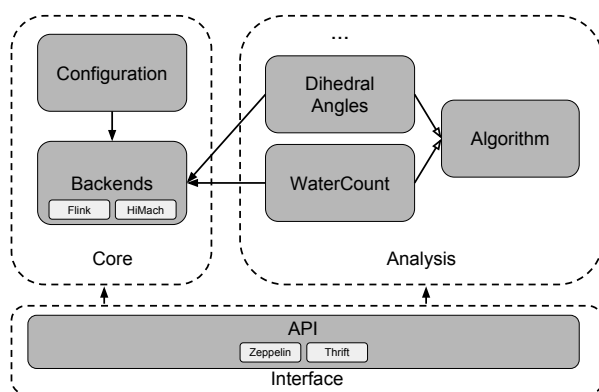 Configuration
Backends
Flink
HiMach
Core
...
Dihedral
Angles
WaterCount
Algorithm
Analysis
API
Zeppelin
Thrift
Interface